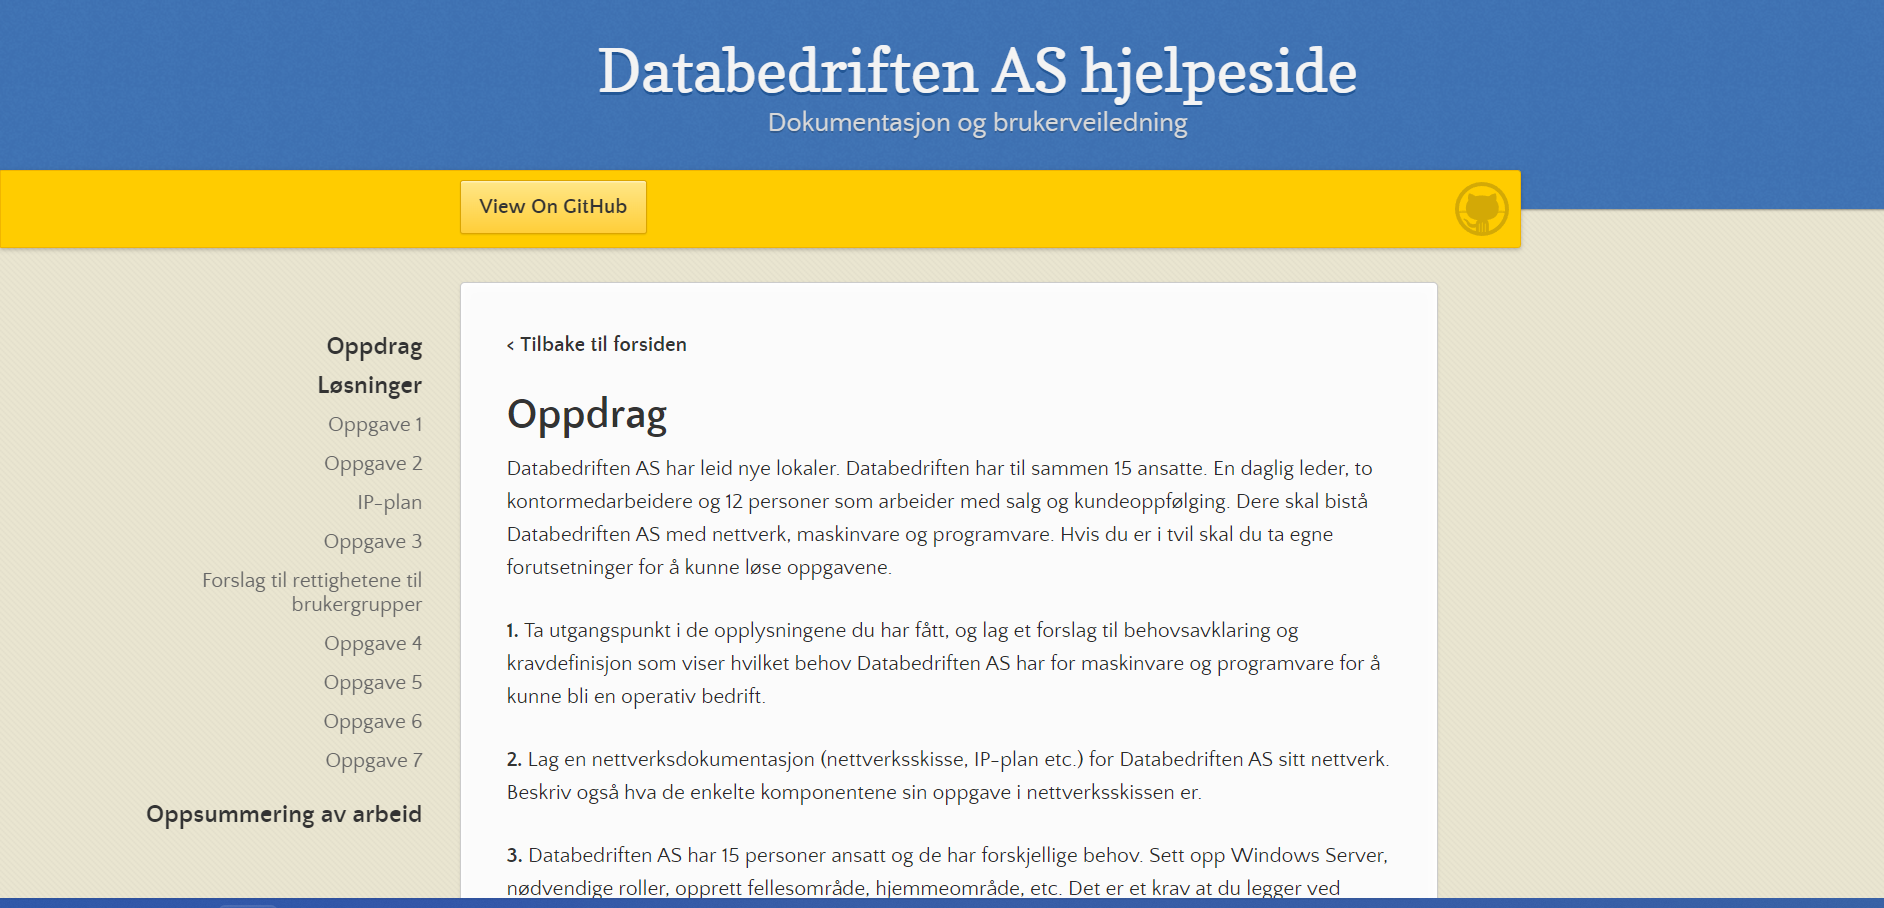 Databedriften AS hjelpeside
Dokumentasjon og brukerveiledning
View On GitHub
Oppdrag
Løsninger
Oppgave 1
Oppgave 2
IP-plan
Oppgave 3
Forslag til rettighetene til
brukergrupper
Oppgave 4
Oppgave 5
Oppgave 6
Oppgave 7
Oppsummering av arbeid
< Tilbake til forsiden
Oppdrag
Databedriften AS har leid nye lokaler. Databedriften har til sammen 15 ansatte. En daglig leder, to
kontormedarbeidere og 12 personer som arbeider med salg og kundeoppfølging. Dere skal bistå
Databedriften AS med nettverk, maskinvare og programvare. Hvis du er i tvil skal du ta egne
forutsetninger for å kunne løse oppgavene.
1. Ta utgangspunkt i de opplysningene du har fått, og lag et forslag til behovsavklaring og
kravdefinisjon som viser hvilket behov Databedriften AS har for maskinvare og programvare for å
kunne bli en operativ bedrift.
2. Lag en nettverksdokumentasjon (nettverksskisse, IP-plan etc.) for Databedriften AS sitt nettverk.
Beskriv også hva de enkelte komponentene sin oppgave i nettverksskissen er.
3. Databedriften AS har 15 personer ansatt og de har forskjellige behov. Sett opp Windows Server,
nødvendige roller, opprett fellesområde, hjemmeområde, etc. Det er et krav at du legger ved